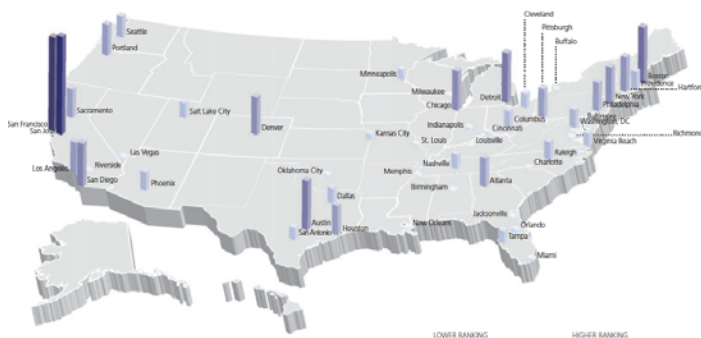 Cleveland
Pittsburgh
Buffalo
Seattle
Portland
Minneapolis
Milwaukee
Chicago
Detroit
Boston
Providence
Hartford
New York
Philadelphia
Baltimore
Washington, DC
Sacramento
Salt Lake City
Denver
San Francisco
San Jose
Kansas City
Indianapolis
St. Louis
Columbus
Cincinnati
Louisville
Richmond
Virginia Beach
Raleigh
Charlotte
Las Vegas
Riverside
Los Angeles
San Diego
Phoenix
Oklahoma City
Memphis
Nashville
Birmingham
Atlanta
Dallas
Austin
San Antonio
Houston
New Orleans
Jacksonville
Orlando
Tampa
Miami
LOWER RANKING
HIGHER RANKING